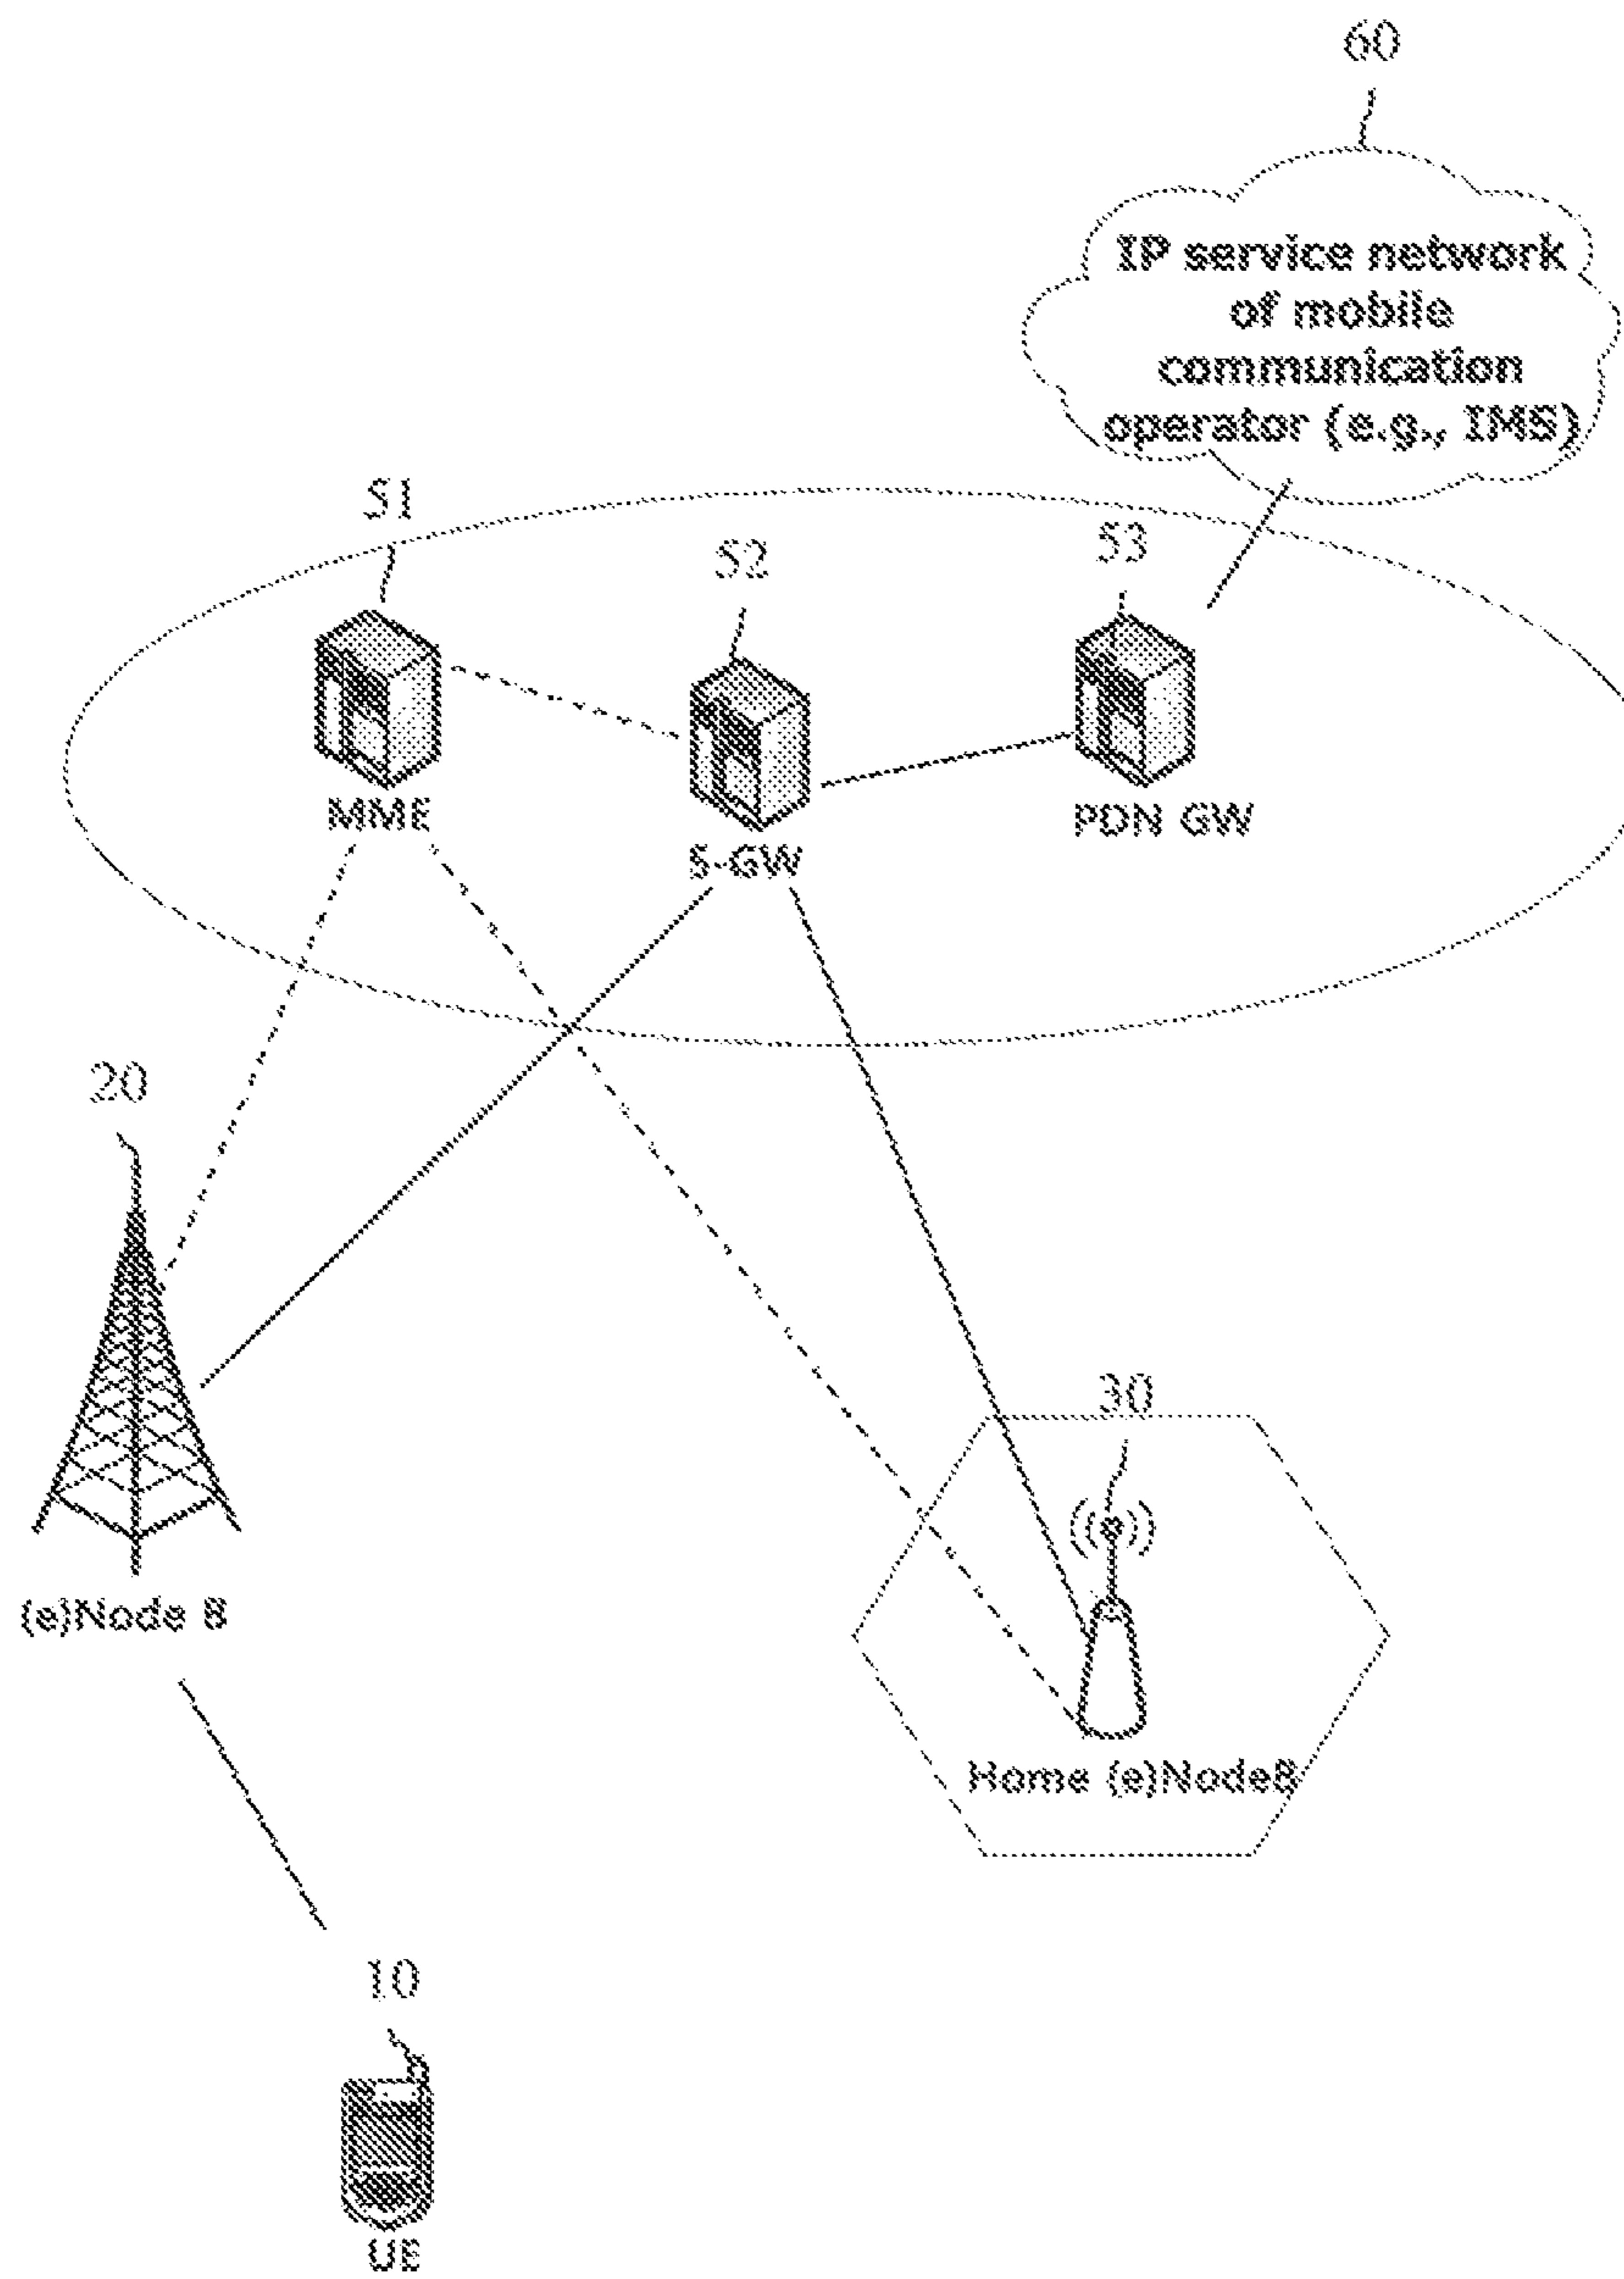 60
IP service network
of mobile
communication
operator (e.g., IMS)
51
52
53
MME
S-GW
PDN GW
20
30
(e)Node B
Home (e)NodeB
10
UE